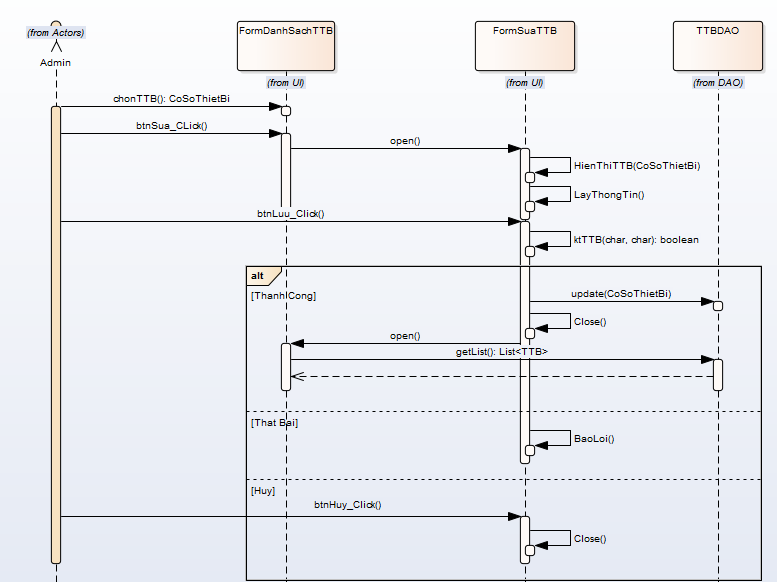 (from Actors)
Admin
FormDanhSachTTB
(from UI)
FormSuaTTB
(from UI)
TTBDAO
(from DAO)
chonTTB(): CoSoThietBi
btnSua_CLick()
open()
HienThiTTB(CoSoThietBi)
LayThongTin()
btnLuu_Click()
ktTTB(char, char): boolean
alt
[ThanhCong]
update(CoSoThietBi)
Close()
open()
getList(): List<TTB>
[That Bai]
BaoLoi()
[Huy]
btnHuy_Click()
Close()